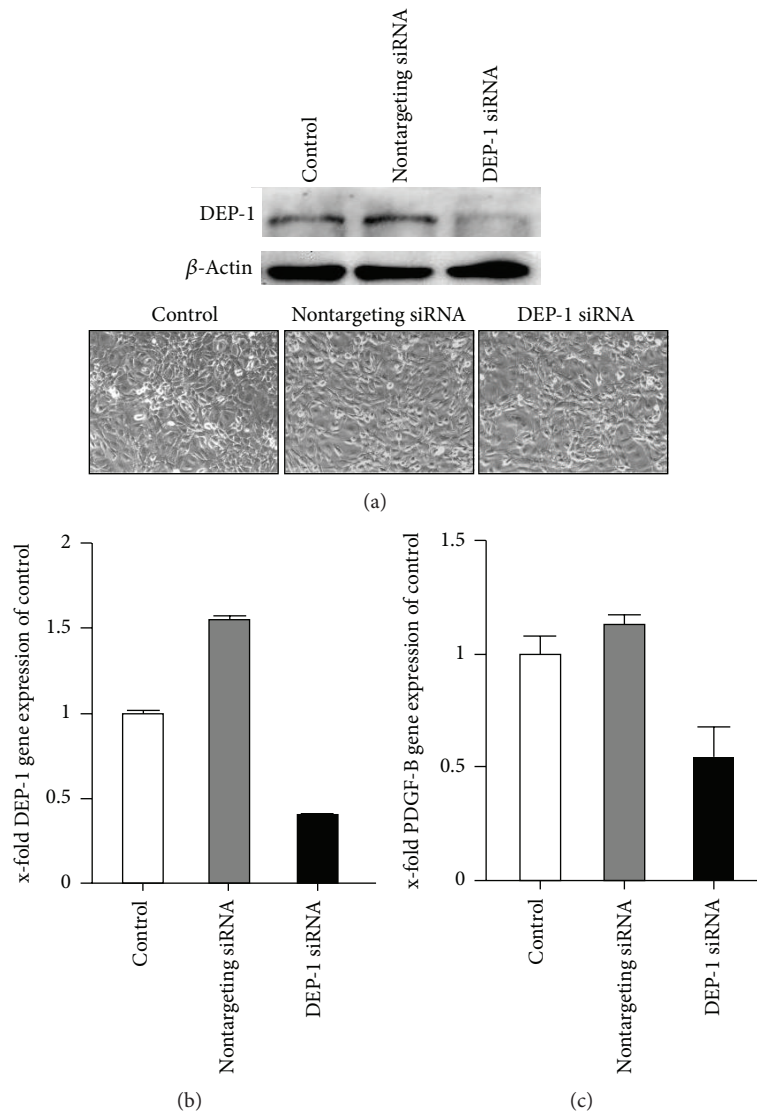 Control
Nontargeting siRNA
DEP-1 siRNA
DEP-1
β-Actin
Control
Nontargeting siRNA
DEP-1 siRNA
(a)
x-fold DEP-1 gene expression of control
2
1.5
1
0.5
0
Control
Nontargeting siRNA
DEP-1 siRNA
(b)
x-fold PDGF-B gene expression of control
1.5
1
0.5
0
Control
Nontargeting siRNA
DEP-1 siRNA
(c)